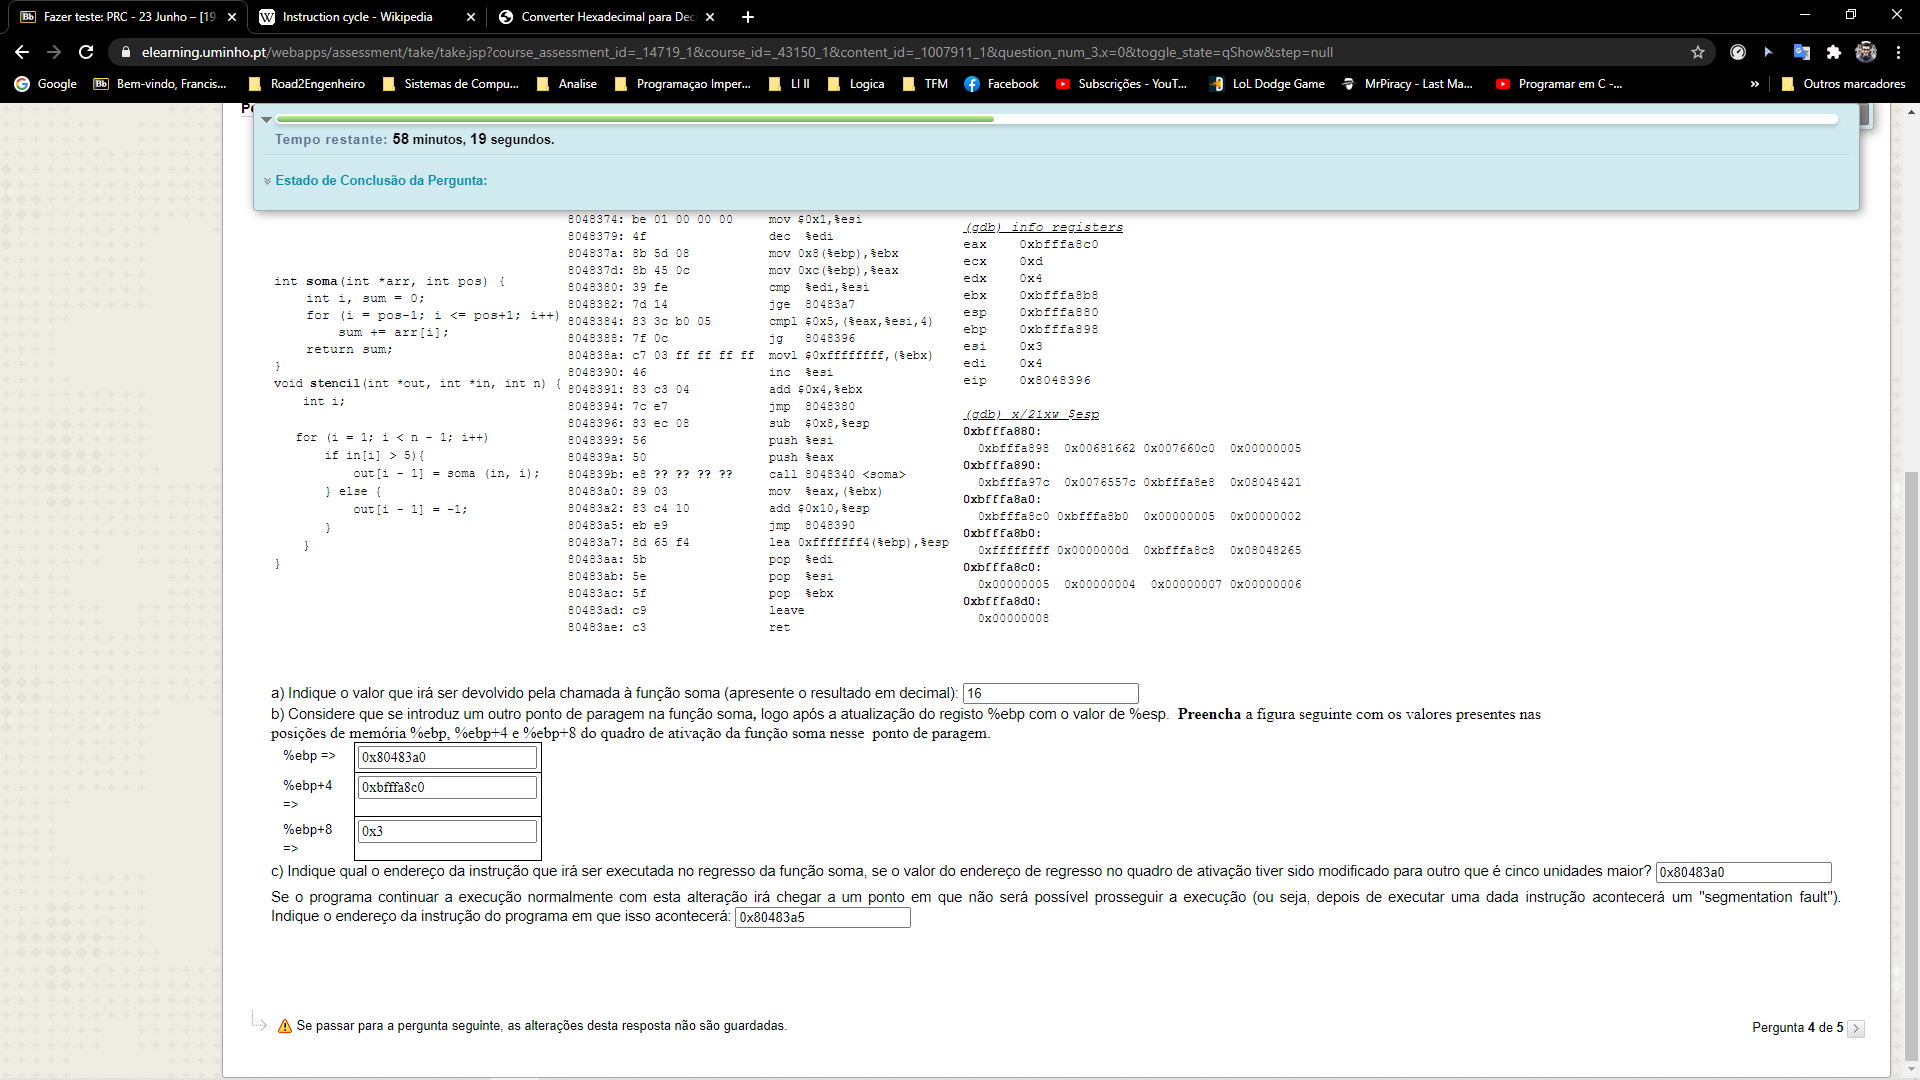 Fazer teste: PRC - 23 Junho – [19-
Instruction cycle - Wikipedia
Converter Hexadecimal para Dec
elearning.uminho.pt/webapps/assessment/take/take.jsp?course_assessment_id=_14719_1&course_id=_43150_1&content_id=_1007911_1&question_num_3.x=0&toggle_state=qShow&step=null
Google
Bem-vindo, Francis...
Road2Engenheiro
Sistemas de Compu...
Analise
Programaçao Imper...
LI II
Logica
TFM
Facebook
Subscrições - YouT...
LoL Dodge Game
MrPiracy - Last Ma...
Programar em C -...
»
Outros marcadores
Tempo restante: 58 minutos, 19 segundos.
Estado de Conclusão da Pergunta:
int soma(int *arr, int pos) {
int i, sum = 0;
for (i = pos-1; i <= pos+1; i++)
sum += arr[i];
return sum;
}
void stencil(int *out, int *in, int n) {
int i;
for (i = 1; i < n - 1; i++)
if in[i] > 5){
out[i - 1] = soma (in, i);
} else {
out[i - 1] = -1;
}
}
}
8048374: be 01 00 00 00 mov $0x1,%esi
8048379: 4f dec %edi
804837a: 8b 5d 08 mov 0x8(%ebp),%ebx
804837d: 8b 45 0c mov 0xc(%ebp),%eax
8048380: 39 fe cmp %edi,%esi
8048382: 7d 14 jge 80483a7
8048384: 83 3c b0 05 cmpl $0x5,(%eax,%esi,4)
8048388: 7f 0c jg 8048396
804838a: c7 03 ff ff ff ff movl $0xffffffff,(%ebx)
8048390: 46 inc %esi
8048391: 83 c3 04 add $0x4,%ebx
8048394: 7c e7 jmp 8048380
8048396: 83 ec 08 sub $0x8,%esp
8048399: 56 push %esi
804839a: 50 push %eax
804839b: e8 ?? ?? ?? ?? call 8048340 <soma>
80483a0: 89 03 mov %eax,(%ebx)
80483a2: 83 c4 10 add $0x10,%esp
80483a5: eb e9 jmp 8048390
80483a7: 8d 65 f4 lea 0xfffffff4(%ebp),%esp
80483aa: 5b pop %edi
80483ab: 5e pop %esi
80483ac: 5f pop %ebx
80483ad: c9 leave
80483ae: c3 ret
(gdb) info registers
eax 0xbfffa8c0
ecx 0xd
edx 0x4
ebx 0xbfffa8b8
esp 0xbfffa880
ebp 0xbfffa898
esi 0x3
edi 0x4
eip 0x8048396
(gdb) x/21xw $esp
0xbfffa880:
0xbfffa898 0x00681662 0x007660c0 0x00000005
0xbfffa890:
0xbfffa97c 0x0076557c 0xbfffa8e8 0x08048421
0xbfffa8a0:
0xbfffa8c0 0xbfffa8b0 0x00000005 0x00000002
0xbfffa8b0:
0xffffffff 0x0000000d 0xbfffa8c8 0x08048265
0xbfffa8c0:
0x00000005 0x00000004 0x00000007 0x00000006
0xbfffa8d0:
0x00000008
a) Indique o valor que irá ser devolvido pela chamada à função soma (apresente o resultado em decimal): 16
b) Considere que se introduz um outro ponto de paragem na função soma, logo após a atualização do registo %ebp com o valor de %esp. Preencha a figura seguinte com os valores presentes nas
posições de memória %ebp, %ebp+4 e %ebp+8 do quadro de ativação da função soma nesse ponto de paragem.
%ebp => 0x80483a0
%ebp+4 0xbfffa8c0
=>
%ebp+8 0x3
=>
c) Indique qual o endereço da instrução que irá ser executada no regresso da função soma, se o valor do endereço de regresso no quadro de ativação tiver sido modificado para outro que é cinco unidades maior? 0x80483a0
Se o programa continuar a execução normalmente com esta alteração irá chegar a um ponto em que não será possível prosseguir a execução (ou seja, depois de executar uma dada instrução acontecerá um "segmentation fault").
Indique o endereço da instrução do programa em que isso acontecerá: 0x80483a5
Se passar para a pergunta seguinte, as alterações desta resposta não são guardadas.
Pergunta 4 de 5